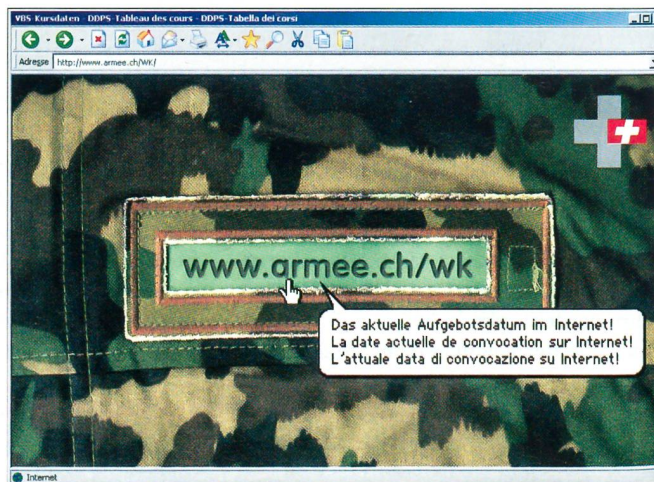 VBS-Kursdaten - DDPS-Tableau des cours - DDPS-Tabella dei corsi
Adresse http://www.armee.ch/WK/
www.armee.ch/wk
Das aktuelle Aufgebotsdatum im Internet!
La date actuelle de convocation sur Internet!
L'attuale data di convocazione su Internet!
Internet